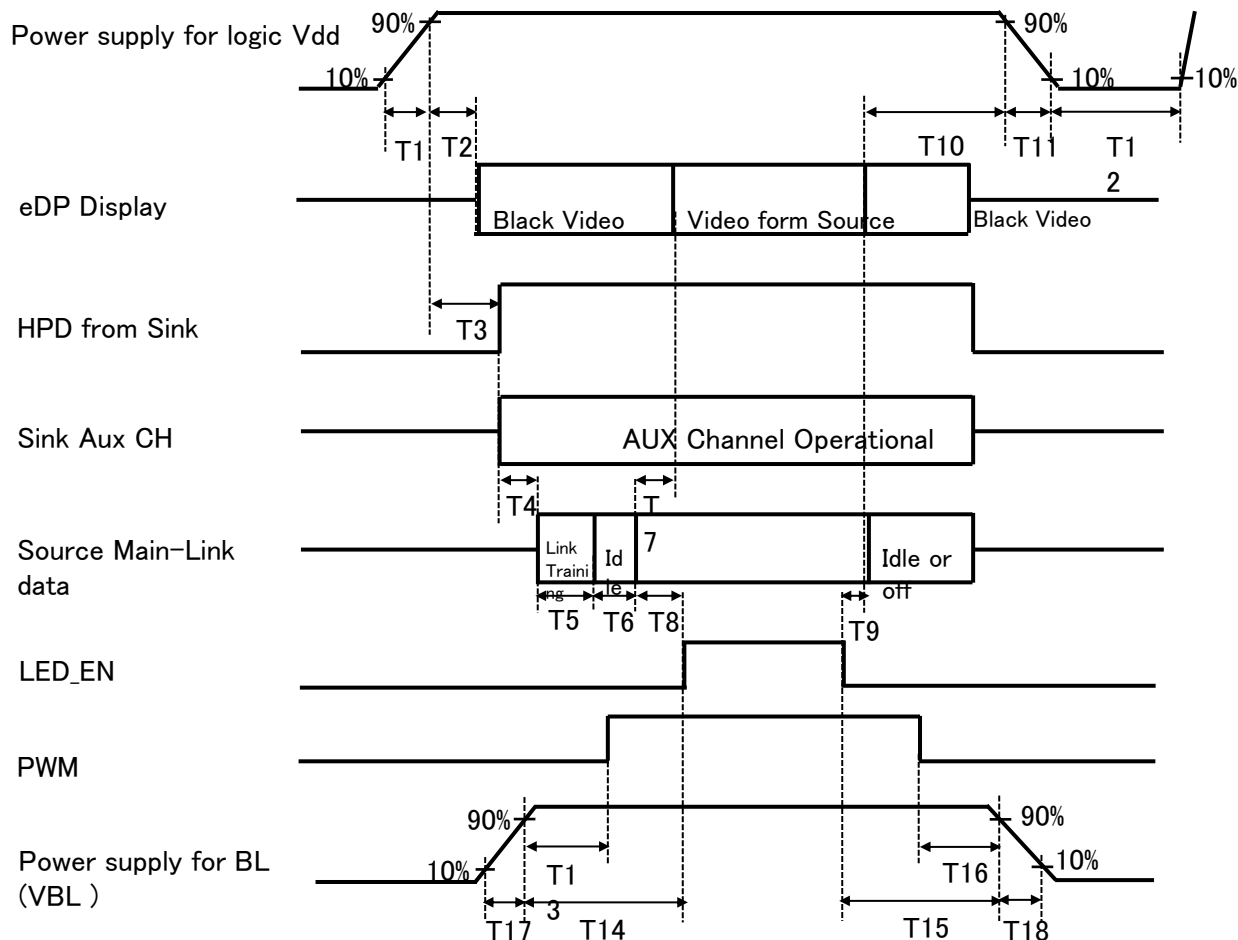 Power supply for logic Vdd
90%
90%
10%
10%
10%
T1
T2
T10
T11
T1
2
eDP Display
Black Video
Video form Source
Black Video
HPD from Sink
T3
Sink Aux CH
AUX Channel Operational
T4
T
7
Source Main-Link
data
Link
Traini
ng
Id
le
Idle or
off
T5
T6
T8
T9
LED_EN
PWM
90%
90%
Power supply for BL
(VBL )
10%
10%
T1
3
T16
T17
T14
T15
T18